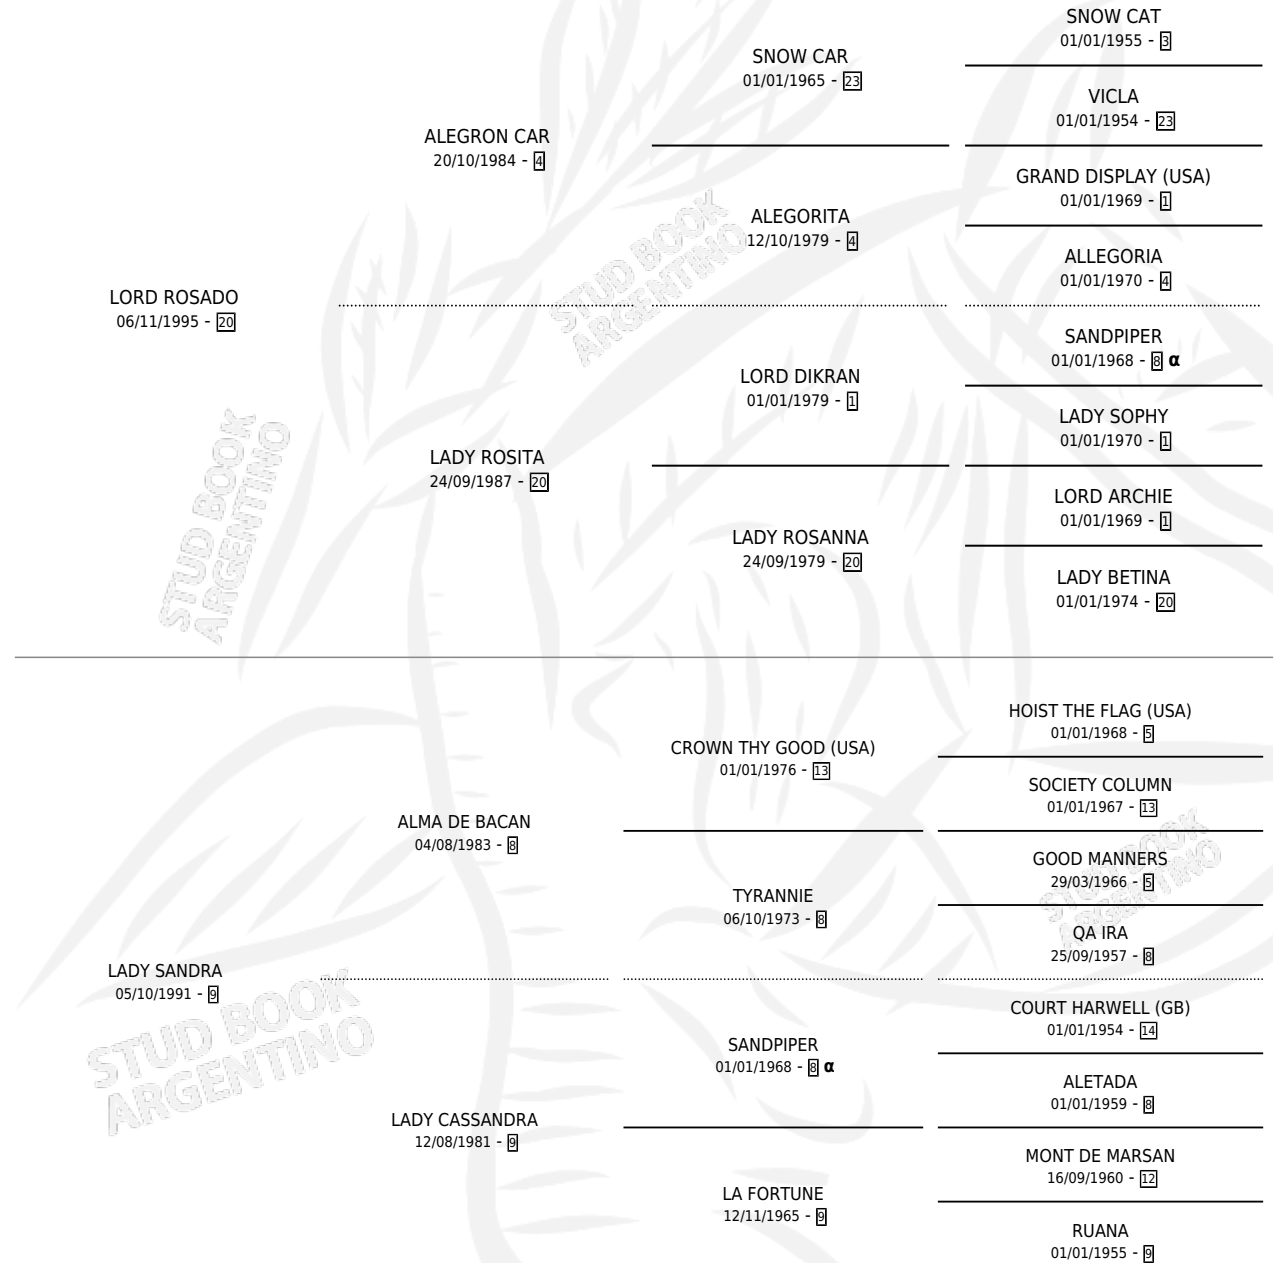 SNOW CAT
01/01/1955 - 3
SNOW CAR
01/01/1965 - 23
VICLA
01/01/1954 - 23
ALEGRON CAR
20/10/1984 - 4
GRAND DISPLAY (USA)
01/01/1969 - 1
ALEGORITA
12/10/1979 - 4
ALLEGORIA
01/01/1970 - 4
LORD ROSADO
06/11/1995 - 20
SANDPIPER
01/01/1968 - 8 α
LORD DIKRAN
01/01/1979 - 1
LADY SOPHY
01/01/1970 - 1
LADY ROSITA
24/09/1987 - 20
LORD ARCHIE
01/01/1969 - 1
LADY ROSANNA
24/09/1979 - 20
LADY BETINA
01/01/1974 - 20
HOIST THE FLAG (USA)
01/01/1968 - 5
CROWN THY GOOD (USA)
01/01/1976 - 13
SOCIETY COLUMN
01/01/1967 - 13
ALMA DE BACAN
04/08/1983 - 8
GOOD MANNERS
29/03/1966 - 5
TYRANNIE
06/10/1973 - 8
QA IRA
25/09/1957 - 8
LADY SANDRA
05/10/1991 - 9
COURT HARWELL (GB)
01/01/1954 - 14
SANDPIPER
01/01/1968 - 8 α
ALETADA
01/01/1959 - 8
LADY CASSANDRA
12/08/1981 - 9
MONT DE MARSAN
16/09/1960 - 12
LA FORTUNE
12/11/1965 - 9
RUANA
01/01/1955 - 9
STUD BOOK
ARGENTINO
STUD BOOK
ARGENTINO
STUD BOOK
ARGENTINO
STUD BOOK
ARGENTINO